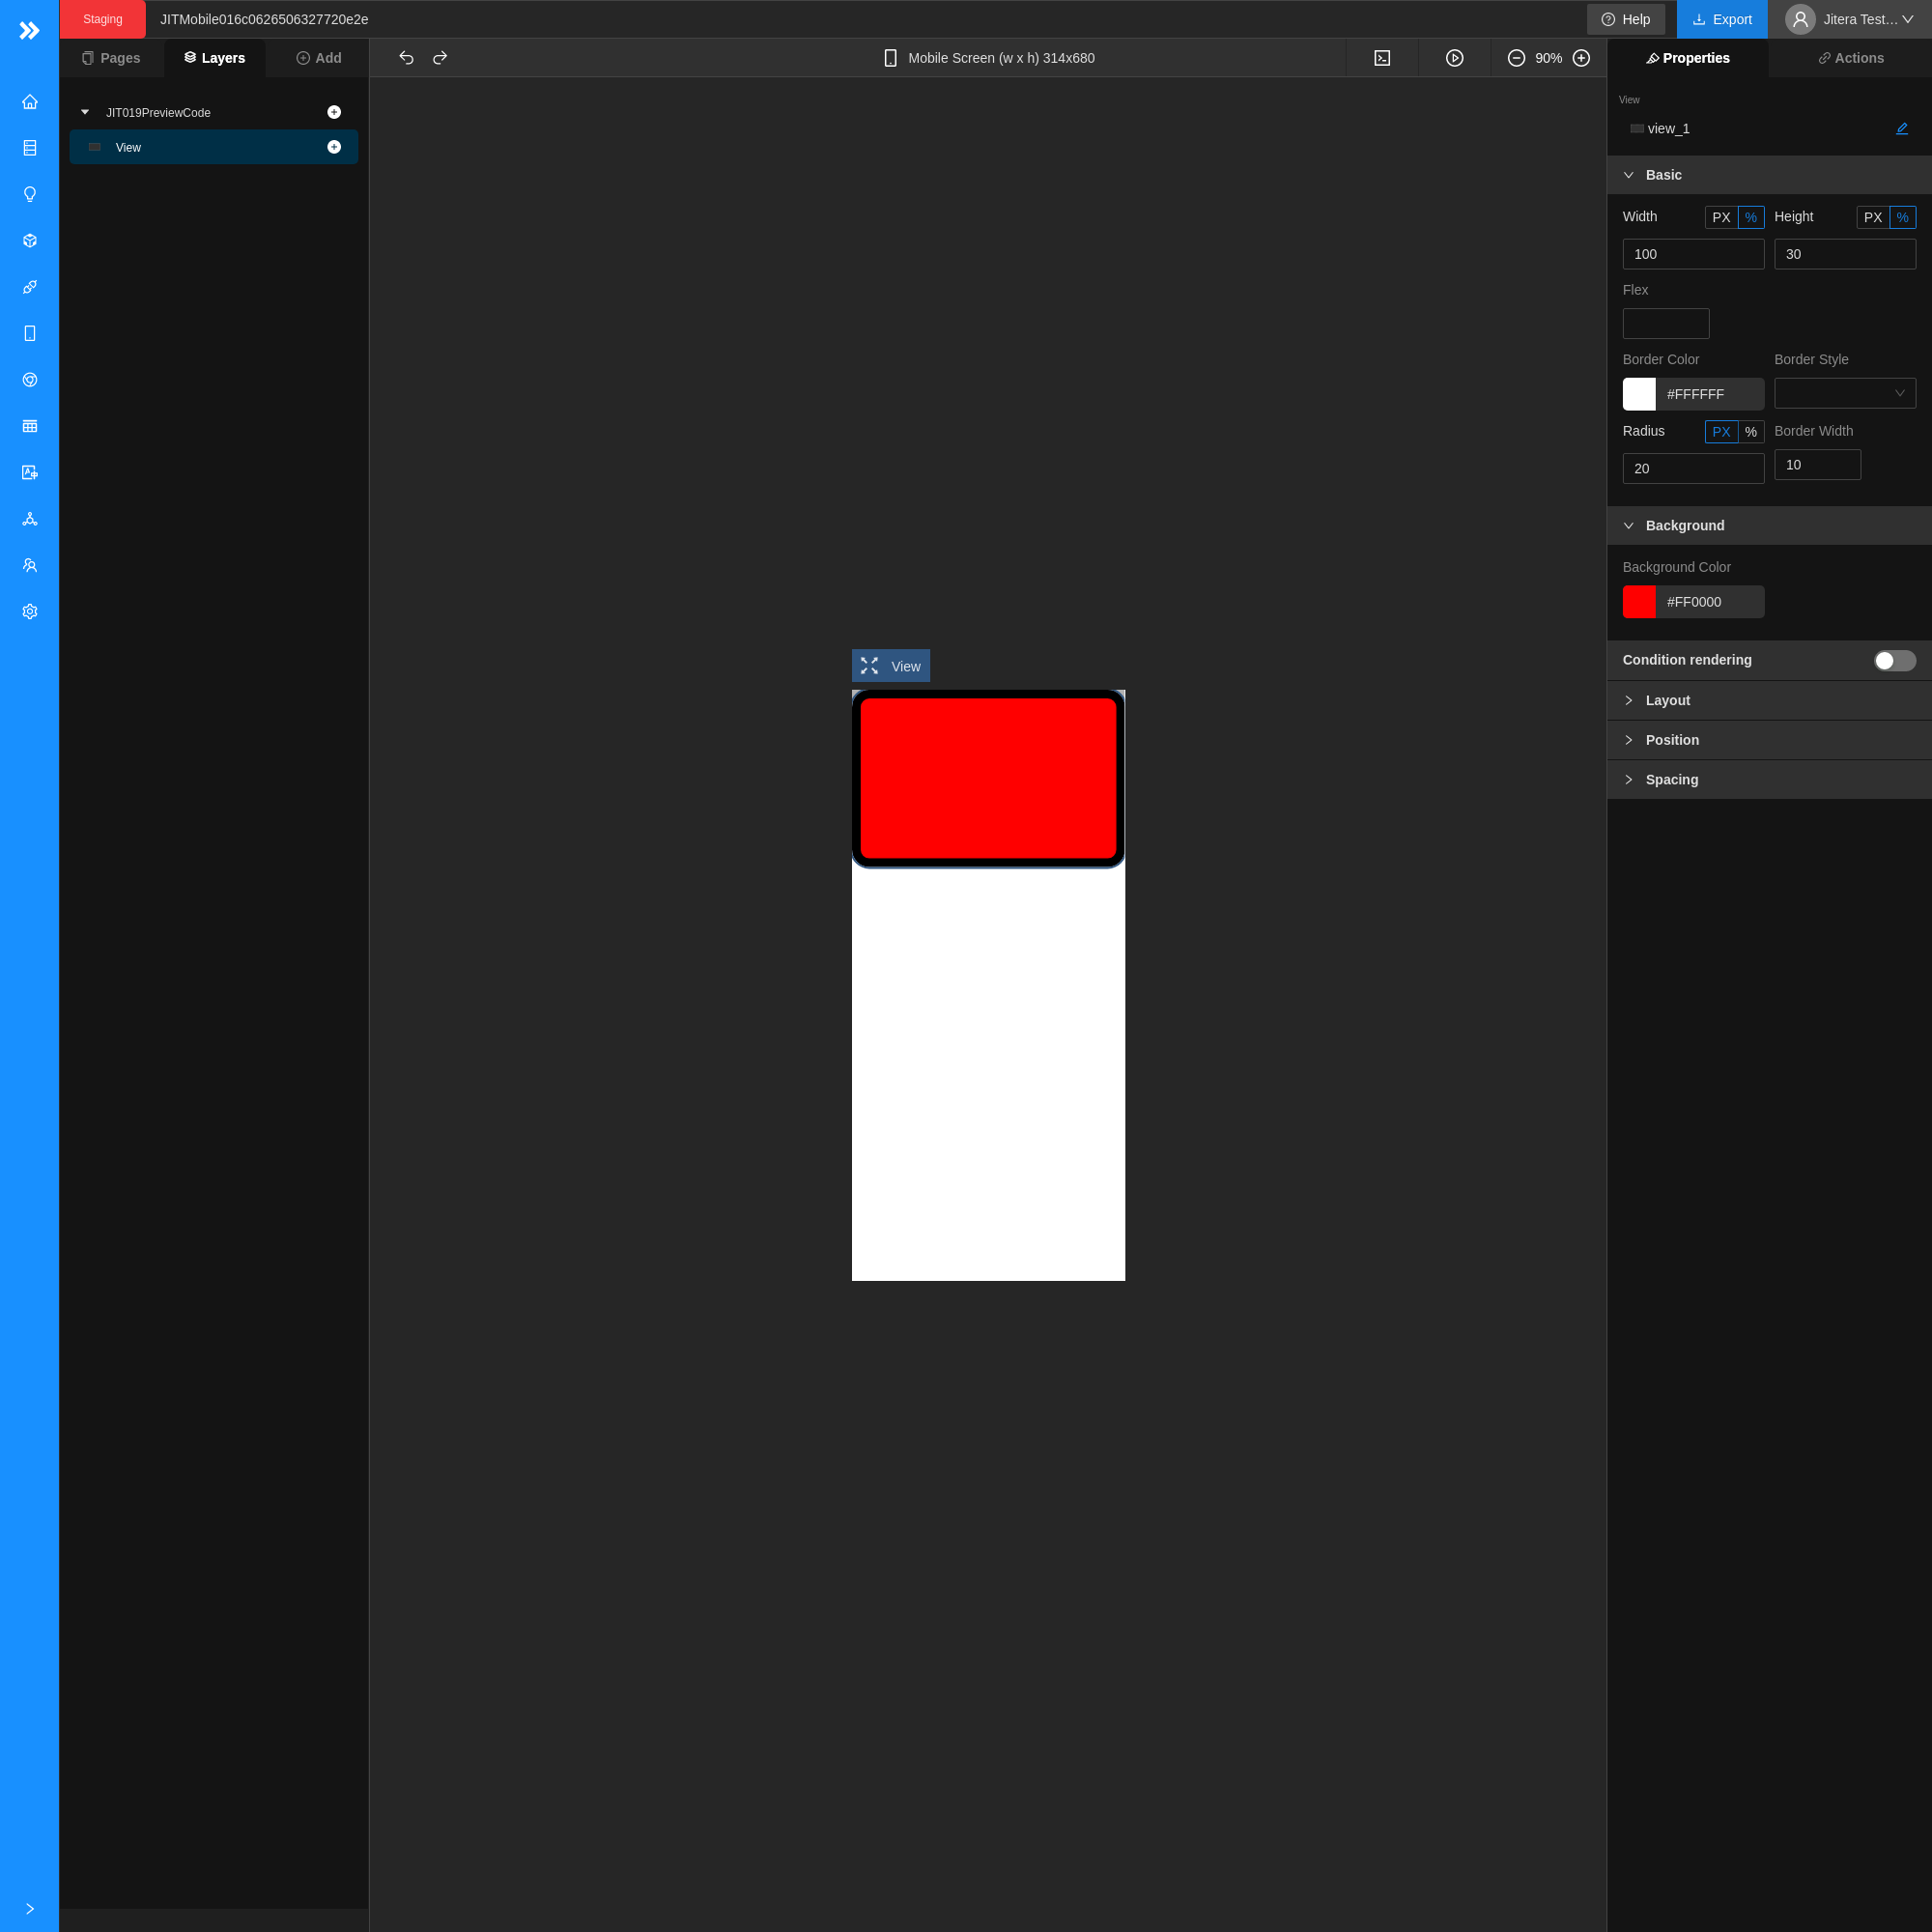 Staging
JITMobile016c0626506327720e2e
Help
Export
Jitera Test...
Pages
Layers
Add
Mobile Screen (w x h) 314x680
90%
Properties
Actions
JIT019PreviewCode
View
View
view_1
Basic
Width PX % Height PX %
100 30
Flex
Border Color Border Style
#FFFFFF
Radius PX % Border Width
20 10
Background
Background Color
#FF0000
Condition rendering
Layout
Position
Spacing
View